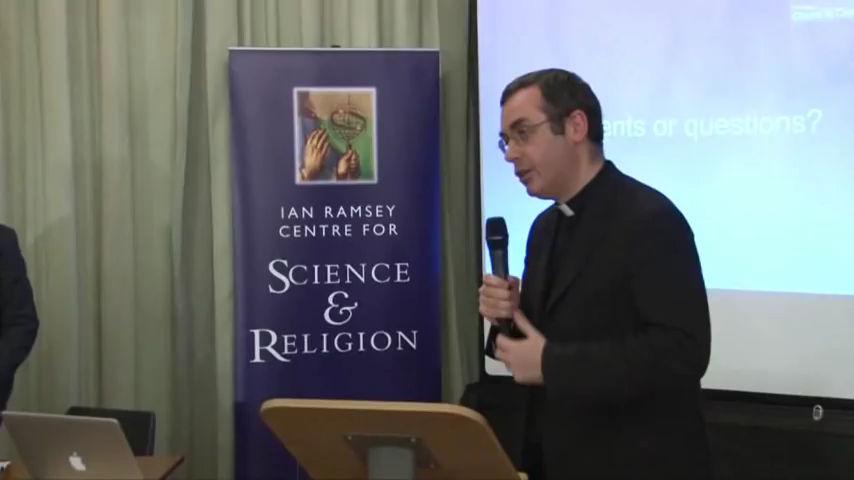 IAN RAMSEY
CENTRE FOR
SCIENCE
&
RELIGION
ents or questions?